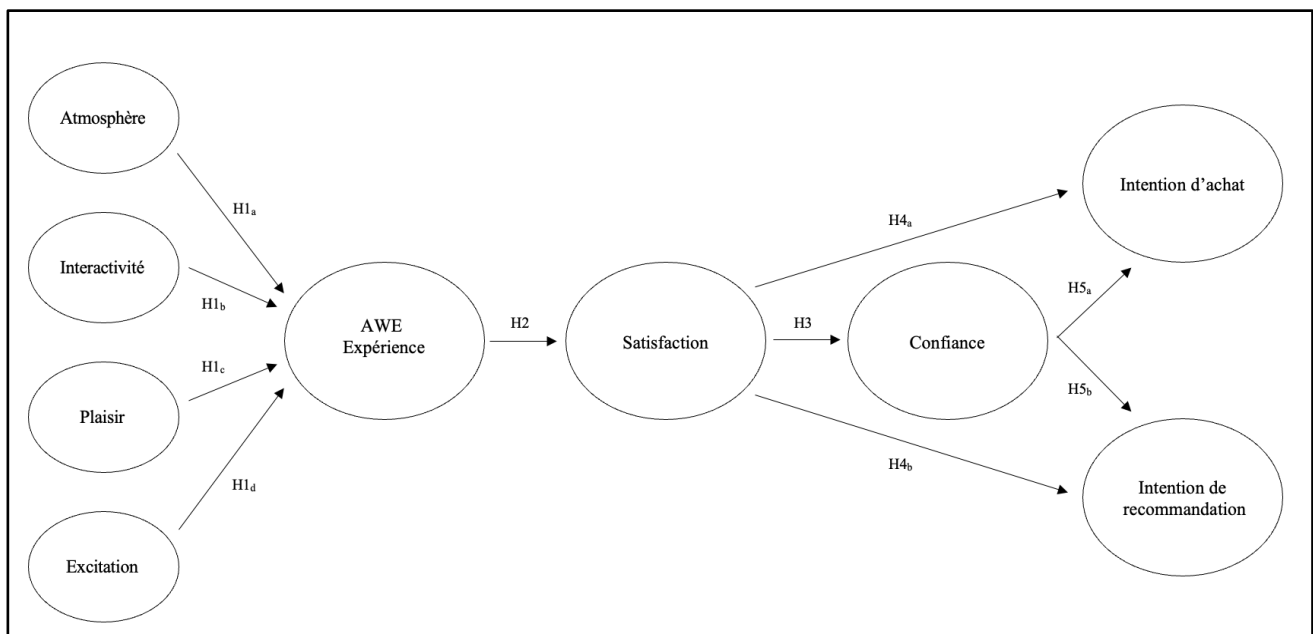 Atmosphère
H1a
Interactivité
H1b
Plaisir
H1c
Excitation
H1d
AWE
Expérience
H2
Satisfaction
H3
Confiance
H4a
H4b
H5a
H5b
Intention d’achat
Intention de
recommandation